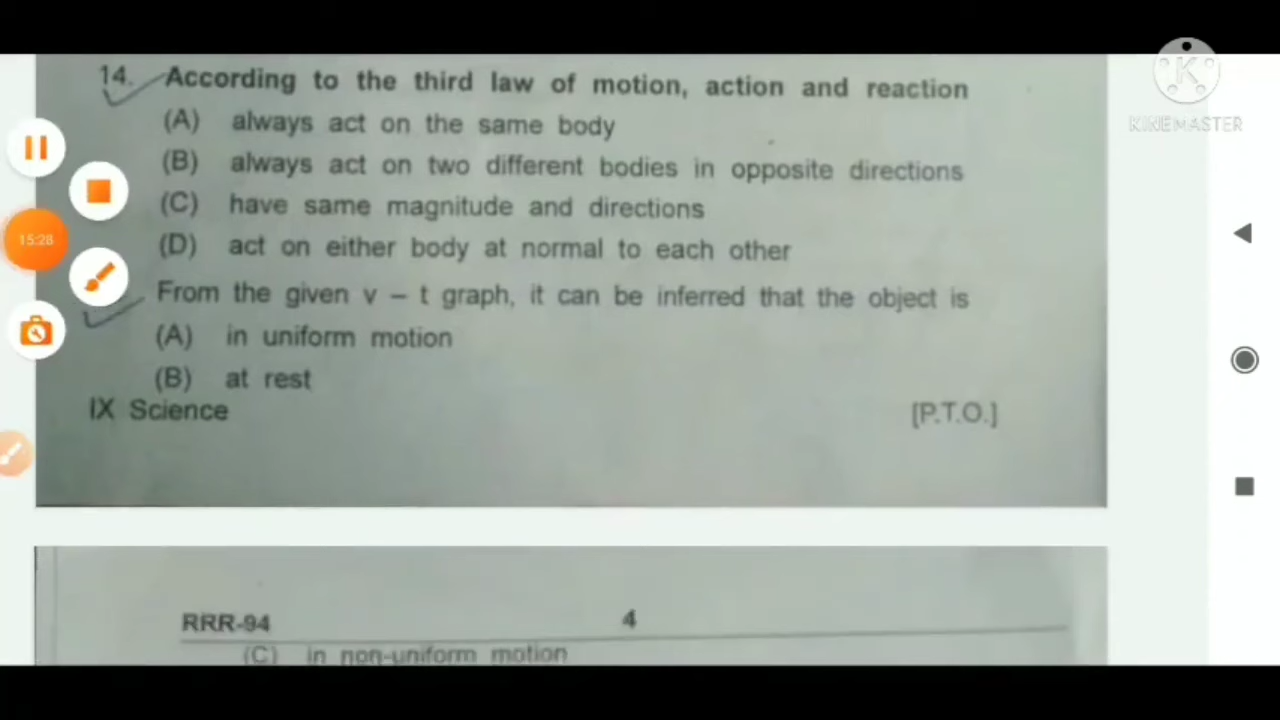 14. According to the third law of motion, action and reaction
(A) always act on the same body
(B) always act on two different bodies in opposite directions
(C) have same magnitude and directions
(D) act on either body at normal to each other
From the given v – t graph, it can be inferred that the object is
(A) in uniform motion
(B) at rest
IX Science [P.T.O.]
RRR-94 4
(C) in non-uniform motion
15:28
KINEMASTER